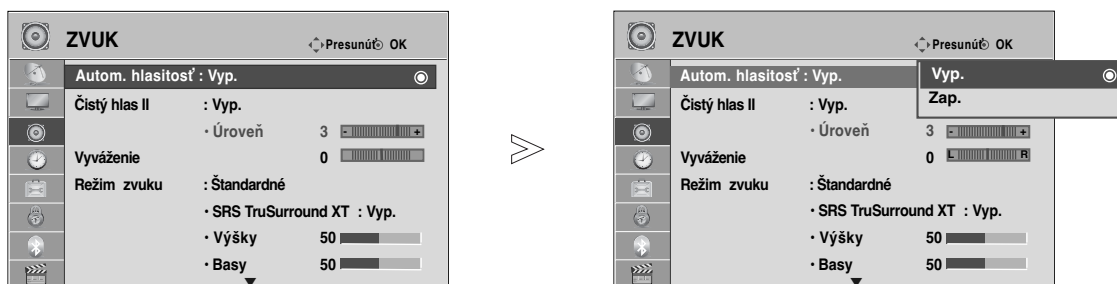 ZVUK
Presunúť OK
Autom. hlasitosť : Vyp.
Čistý hlas II : Vyp.
• Úroveň 3 - +
Vyváženie 0
Režim zvuku : Štandardné
• SRS TruSurround XT : Vyp.
• Výšky 50
• Basy 50
ZVUK
Presunúť OK
Autom. hlasitosť : Vyp.
Vyp.
Zap.
Čistý hlas II : Vyp.
• Úroveň 3 - +
Vyváženie 0 L R
Režim zvuku : Štandardné
• SRS TruSurround XT : Vyp.
• Výšky 50
• Basy 50